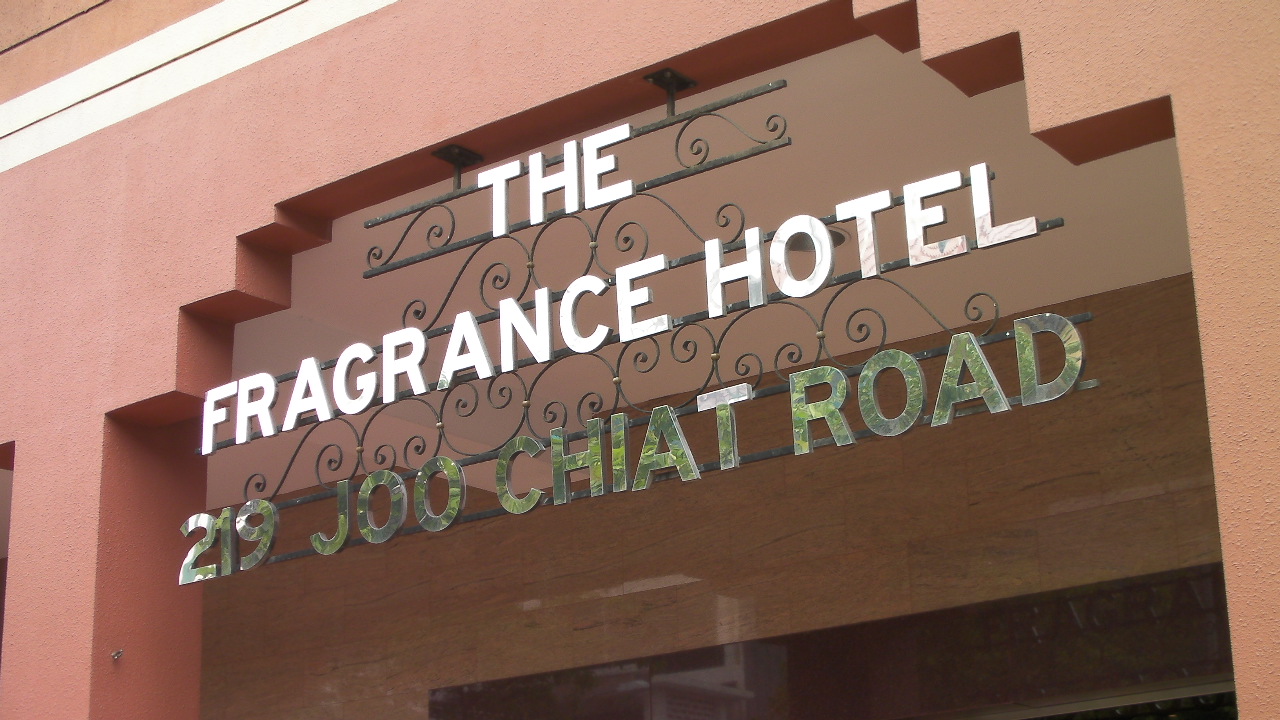 THE
FRAGRANCE HOTEL
219 JOO CHIAT ROAD